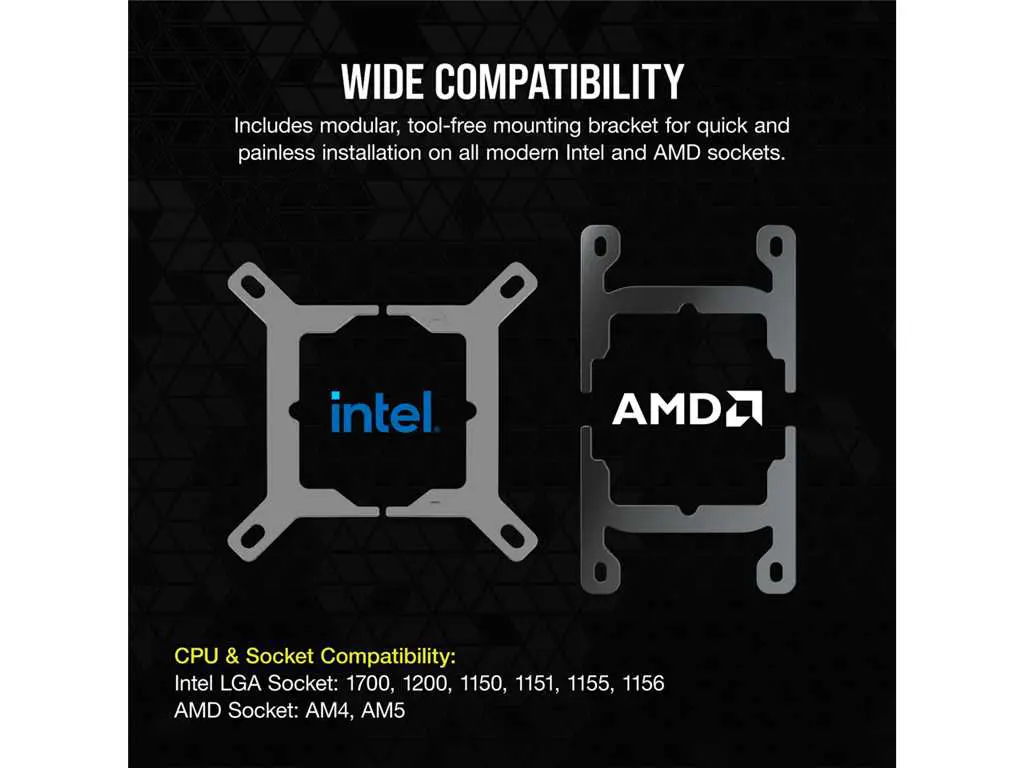 WIDE COMPATIBILITY
Includes modular, tool-free mounting bracket for quick and
painless installation on all modern Intel and AMD sockets.
intel.
AMD
CPU & Socket Compatibility:
Intel LGA Socket: 1700, 1200, 1150, 1151, 1155, 1156
AMD Socket: AM4, AM5